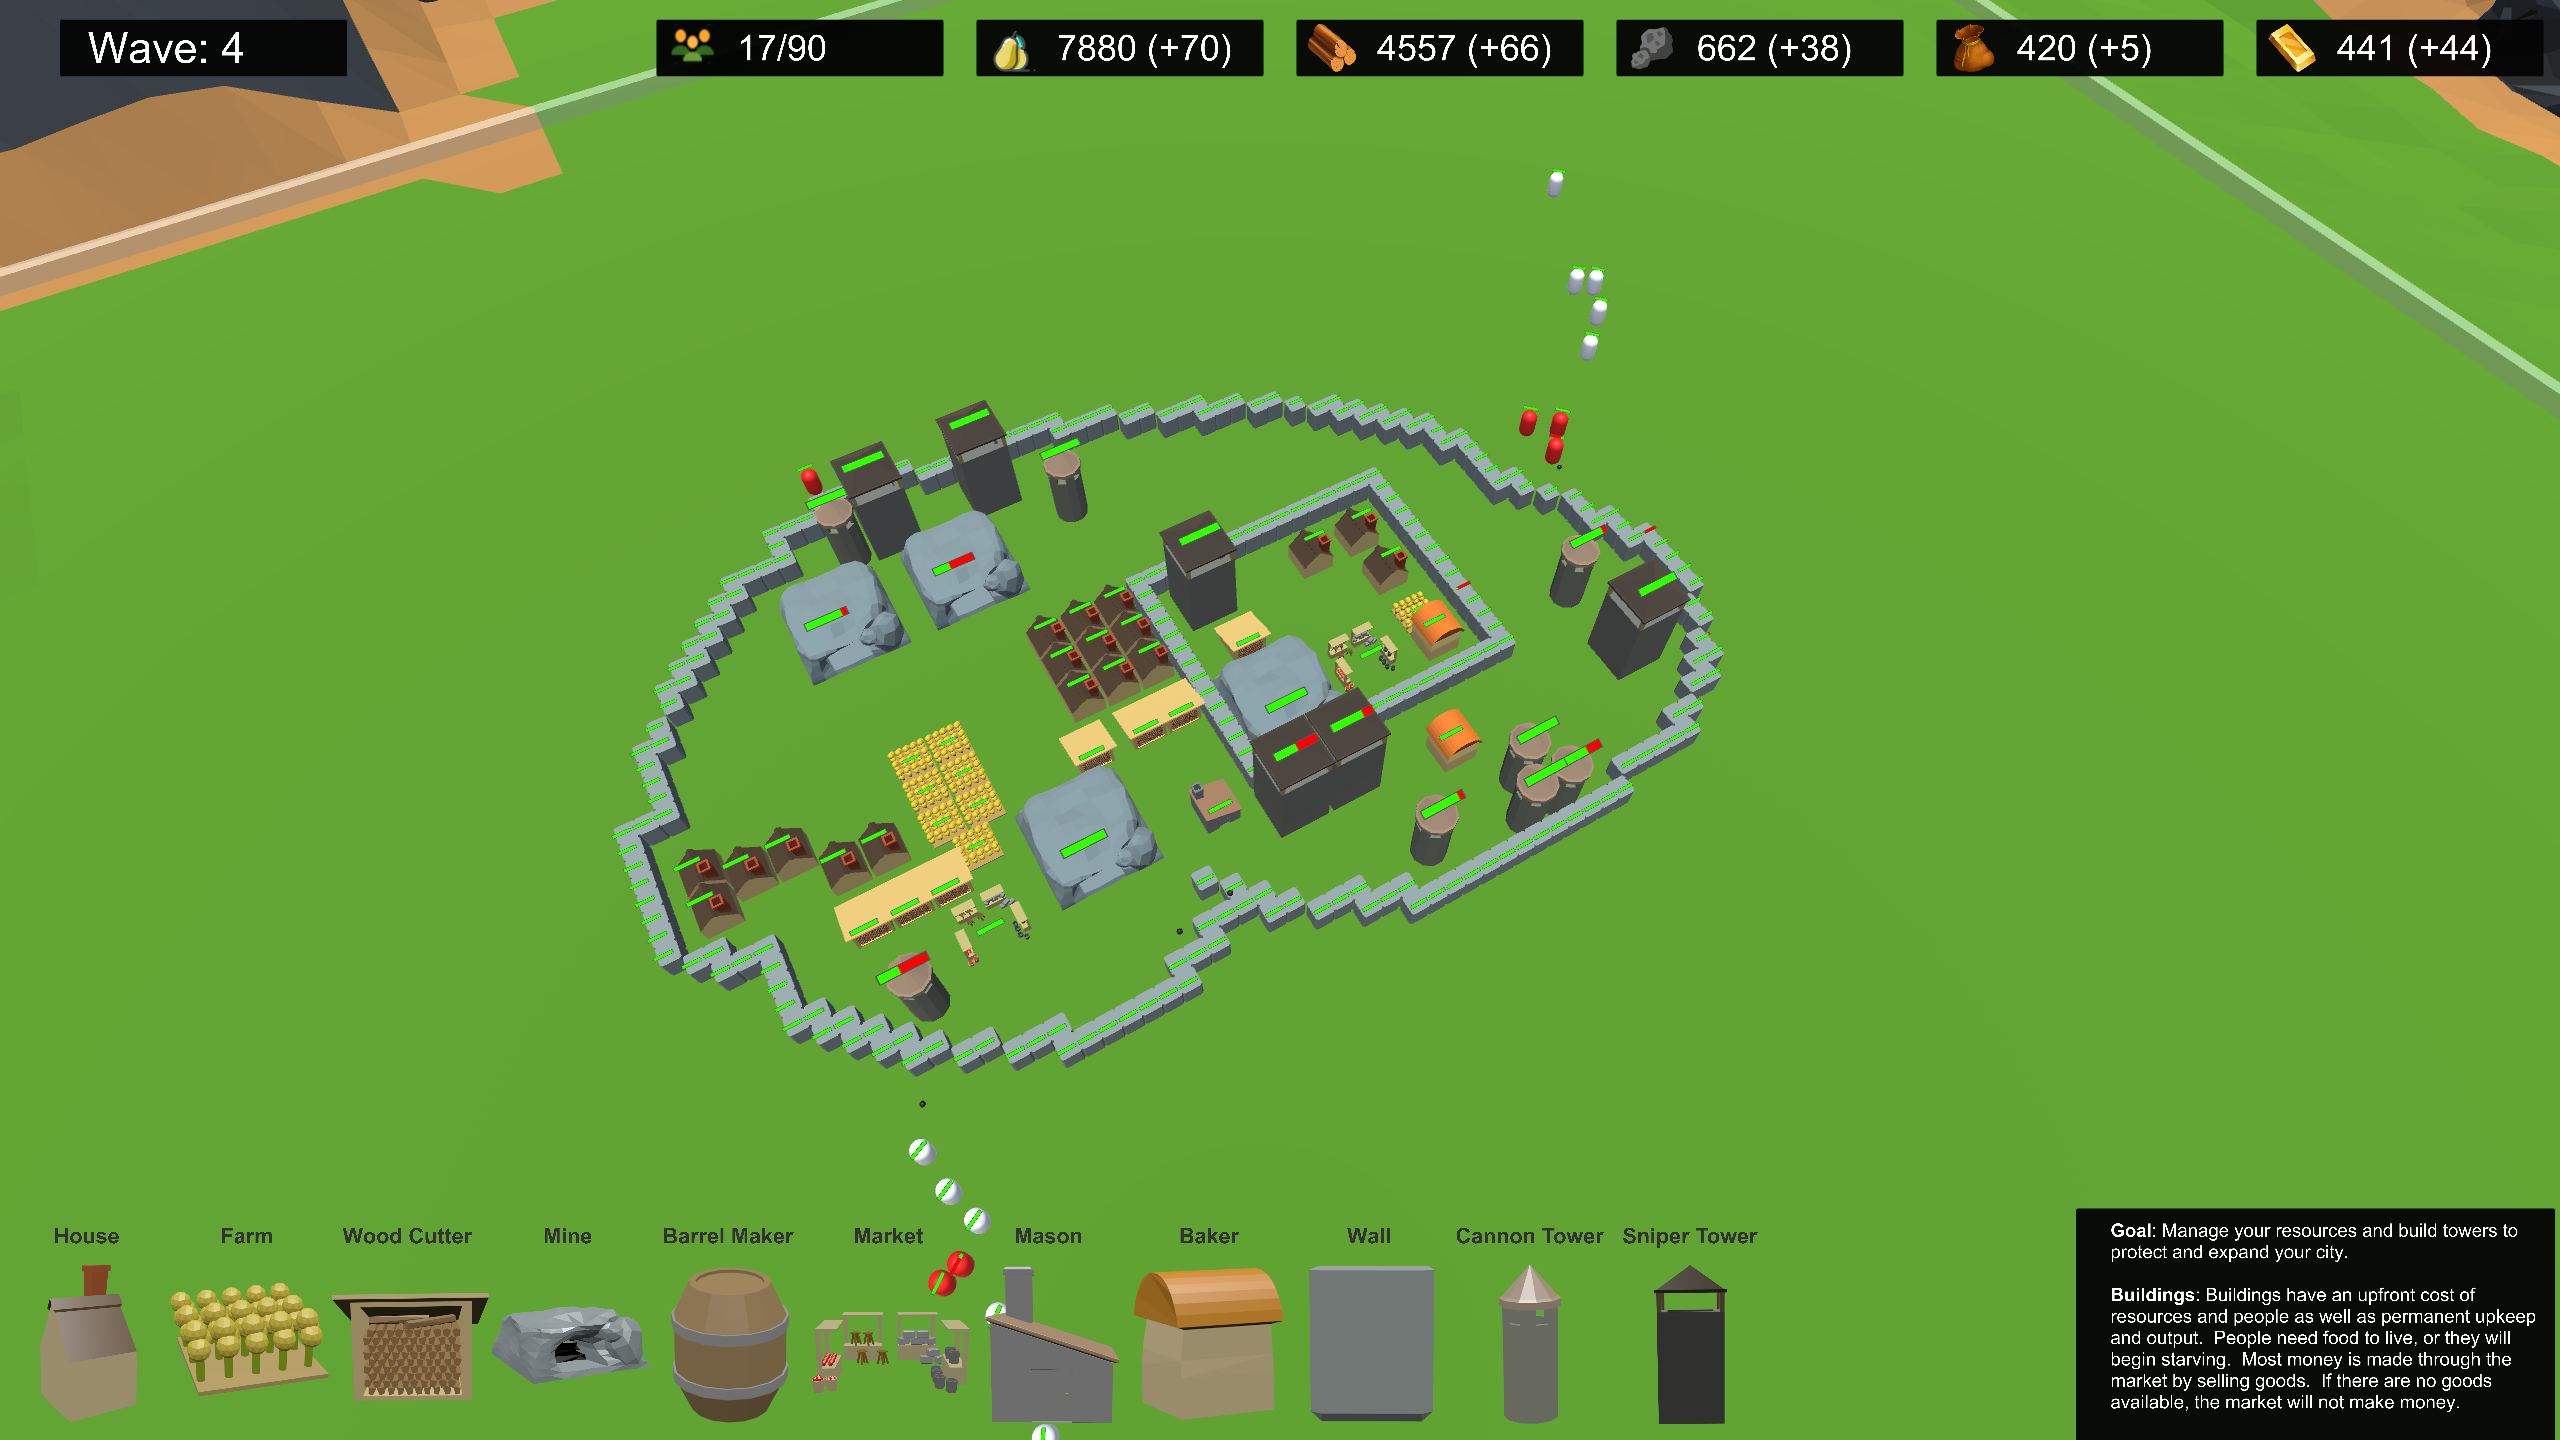 Wave: 4
17/90
7880 (+70)
4557 (+66)
662 (+38)
420 (+5)
441 (+44)
House
Farm
Wood Cutter
Mine
Barrel Maker
Market
Mason
Baker
Wall
Cannon Tower
Sniper Tower
Goal: Manage your resources and build towers to
protect and expand your city.
Buildings: Buildings have an upfront cost of
resources and people as well as permanent upkeep
and output. People need food to live, or they will
begin starving. Most money is made through the
market by selling goods. If there are no goods
available, the market will not make money.